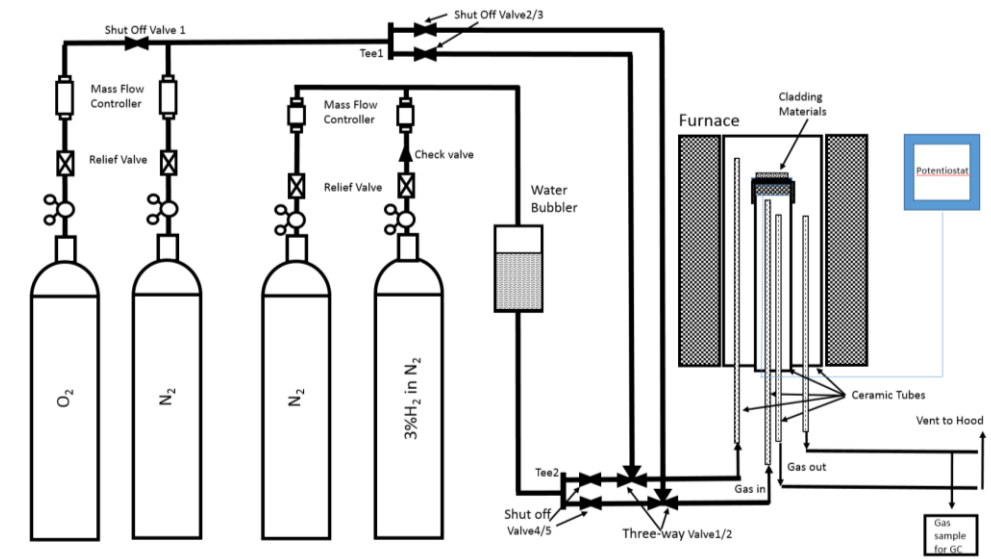 Shut Off Valve 1
Shut Off Valve2/3
Tee1
Mass Flow
Controller
Mass Flow
Controller
Cladding
Materials
Furnace
Relief Valve
Check valve
Potentiostat
Relief Valve
Water
Bubbler
O2
N2
N2
3%H2 in N2
Ceramic Tubes
Vent to Hood
Tee2
Gas out
Gas in
Shut off
Valve4/5
Three-way Valve1/2
Gas
sample
for GC